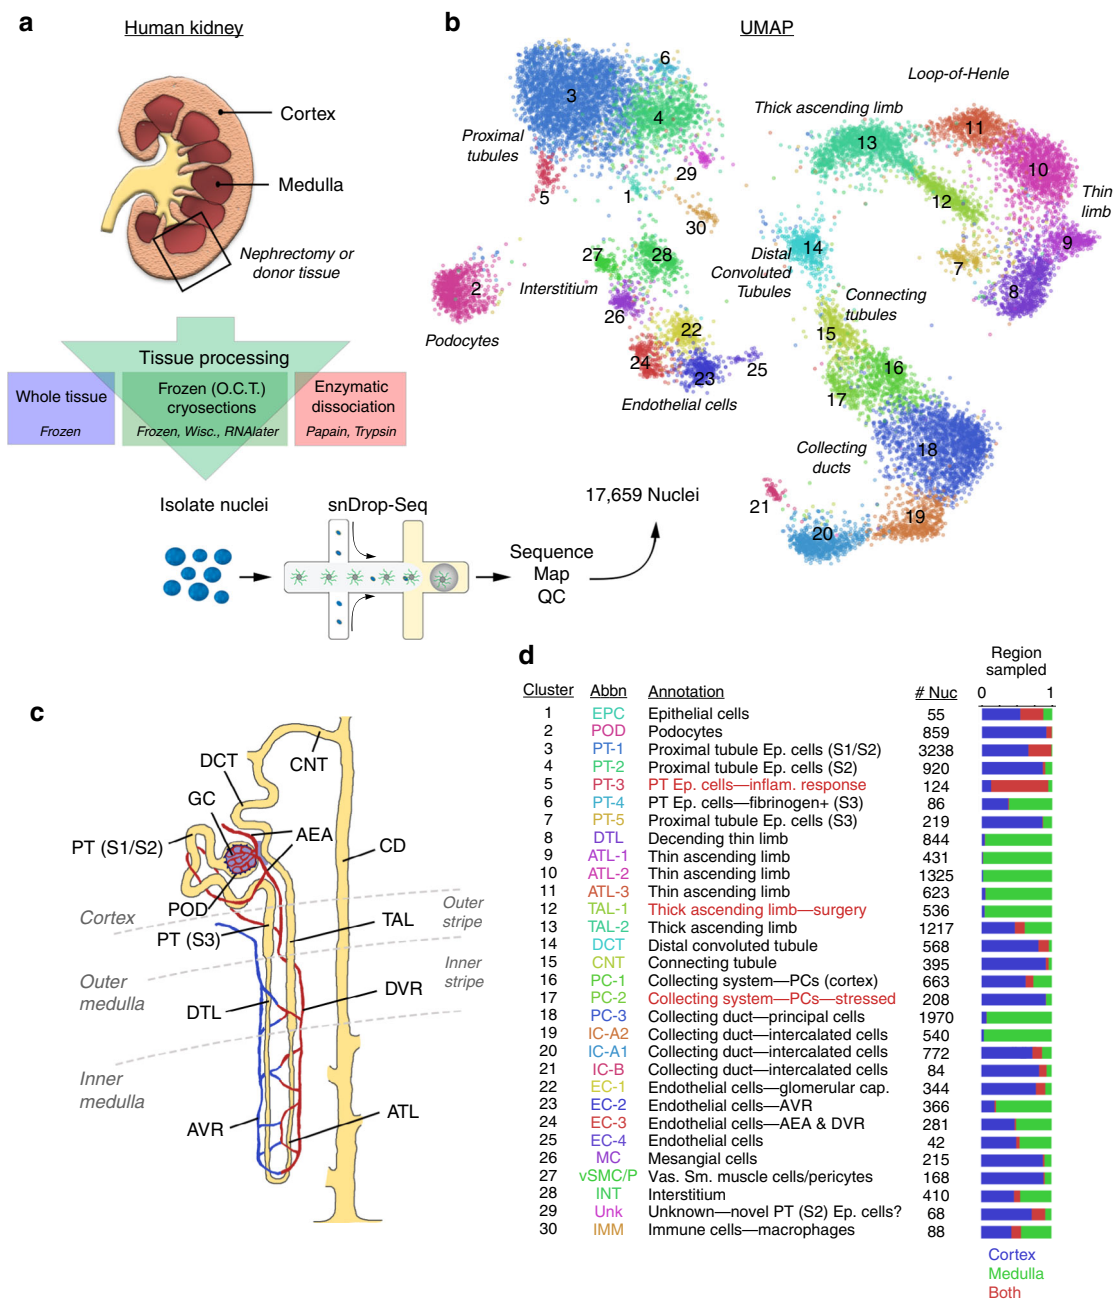 a
Human kidney
Cortex
Medulla
Nephrectomy or
donor tissue
Tissue processing
Whole tissue
Frozen
Frozen (O.C.T.)
cryosections
Frozen, Wisc., RNAlater
Enzymatic
dissociation
Papain, Trypsin
Isolate nuclei
snDrop-Seq
Sequence
Map
QC
17,659 Nuclei
b
UMAP
Loop-of-Henle
Thick ascending limb
Thin
limb
Proximal
tubules
Podocytes
Interstitium
Endothelial cells
Distal
Convoluted
Tubules
Connecting
tubules
Collecting
ducts
3
6
4
5
1
29
30
2
27
28
26
22
24
23
25
13
11
10
12
9
7
8
14
15
16
17
18
19
20
21
c
CNT
DCT
GC
AEA
PT (S1/S2)
CD
POD
Cortex
Outer
stripe
TAL
PT (S3)
Outer
medulla
Inner
stripe
DVR
DTL
Inner
medulla
AVR
ATL
d
Region
sampled
Cluster Abbn Annotation # Nuc 0 1
1 EPC Epithelial cells 55
2 POD Podocytes 859
3 PT-1 Proximal tubule Ep. cells (S1/S2) 3238
4 PT-2 Proximal tubule Ep. cells (S2) 920
5 PT-3 PT Ep. cells—inflam. response 124
6 PT-4 PT Ep. cells—fibrinogen+ (S3) 86
7 PT-5 Proximal tubule Ep. cells (S3) 219
8 DTL Decending thin limb 844
9 ATL-1 Thin ascending limb 431
10 ATL-2 Thin ascending limb 1325
11 ATL-3 Thin ascending limb 623
12 TAL-1 Thick ascending limb—surgery 536
13 TAL-2 Thick ascending limb 1217
14 DCT Distal convoluted tubule 568
15 CNT Connecting tubule 395
16 PC-1 Collecting system—PCs (cortex) 663
17 PC-2 Collecting system—PCs—stressed 208
18 PC-3 Collecting duct—principal cells 1970
19 IC-A2 Collecting duct—intercalated cells 540
20 IC-A1 Collecting duct—intercalated cells 772
21 IC-B Collecting duct—intercalated cells 84
22 EC-1 Endothelial cells—glomerular cap. 344
23 EC-2 Endothelial cells—AVR 366
24 EC-3 Endothelial cells—AEA & DVR 281
25 EC-4 Endothelial cells 42
26 MC Mesangial cells 215
27 vSMC/P Vas. Sm. muscle cells/pericytes 168
28 INT Interstitium 410
29 Unk Unknown—novel PT (S2) Ep. cells? 68
30 IMM Immune cells—macrophages 88
Cortex
Medulla
Both